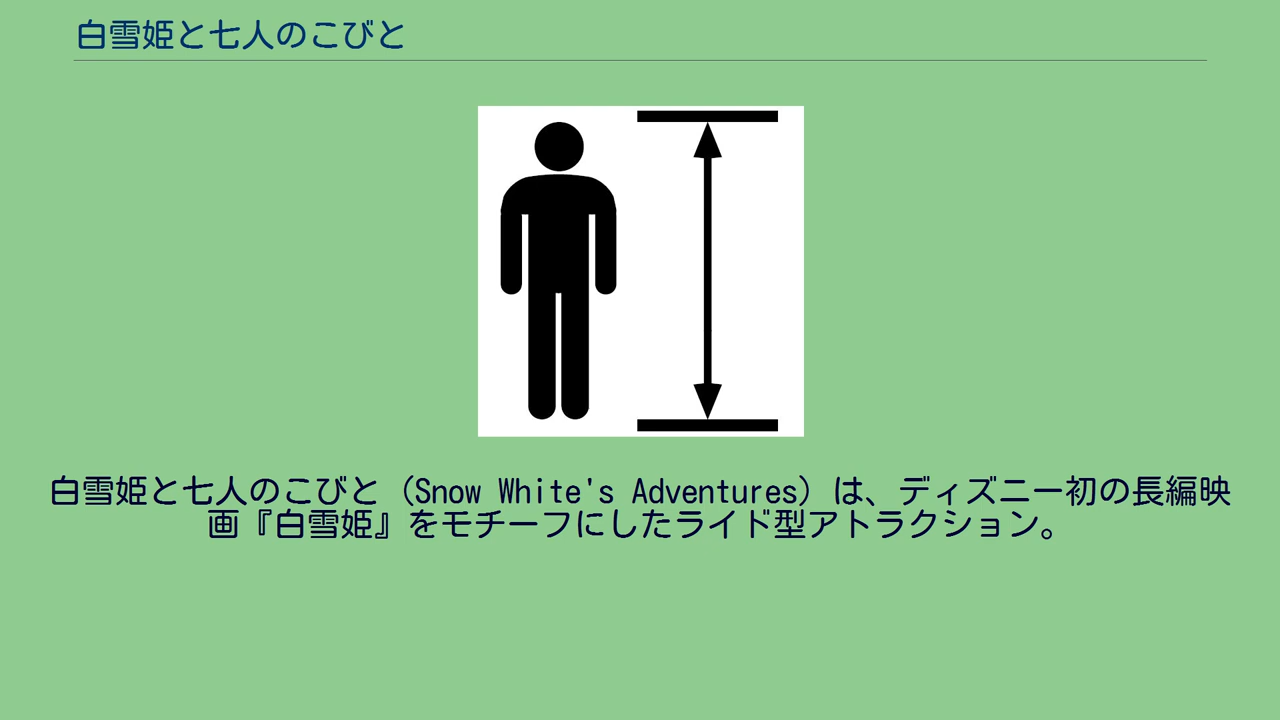 白雪姫と七人のこびと
白雪姫と七人のこびと（Snow White's Adventures）は、ディズニー初の長編映
画『白雪姫』をモチーフにしたライド型アトラクション。